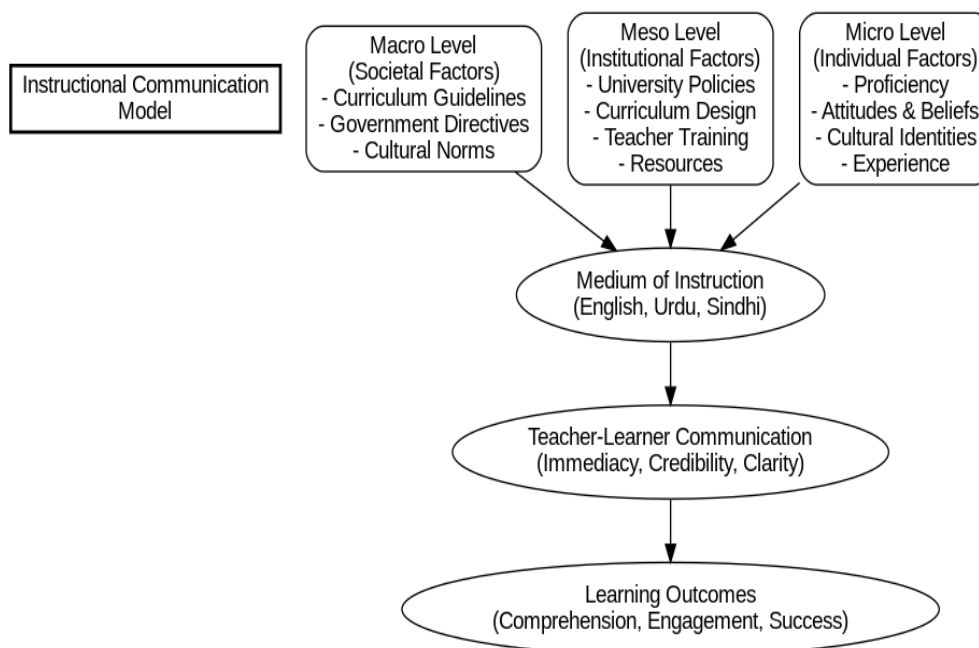 Instructional Communication
Model
Macro Level
(Societal Factors)
- Curriculum Guidelines
- Government Directives
- Cultural Norms
Meso Level
(Institutional Factors)
- University Policies
- Curriculum Design
- Teacher Training
- Resources
Micro Level
(Individual Factors)
- Proficiency
- Attitudes & Beliefs
- Cultural Identities
- Experience
Medium of Instruction
(English, Urdu, Sindhi)
Teacher-Learner Communication
(Immediacy, Credibility, Clarity)
Learning Outcomes
(Comprehension, Engagement, Success)